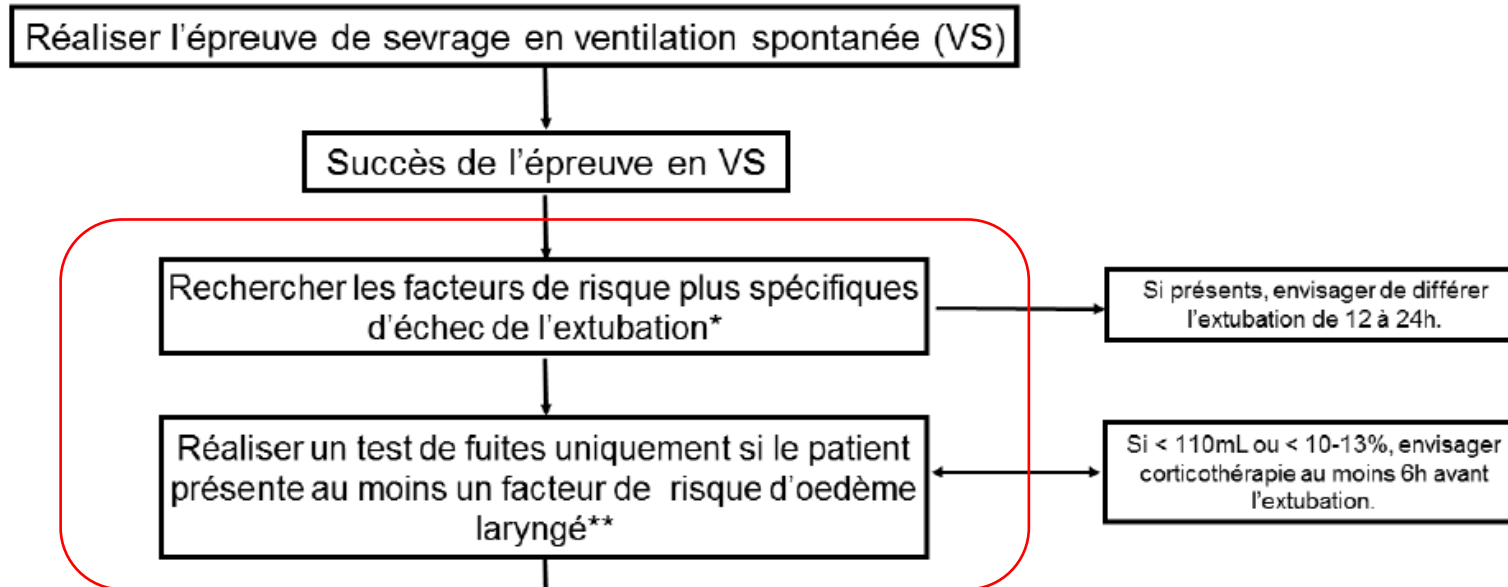 Réaliser l'épreuve de sevrage en ventilation spontanée (VS)
Succès de l'épreuve en VS
Rechercher les facteurs de risque plus spécifiques
d'échec de l'extubation*
Si présents, envisager de différer
l'extubation de 12 à 24h.
Réaliser un test de fuites uniquement si le patient
présente au moins un facteur de risque d'oedème
laryngé**
Si < 110mL ou < 10-13%, envisager
corticothérapie au moins 6h avant
l'extubation.